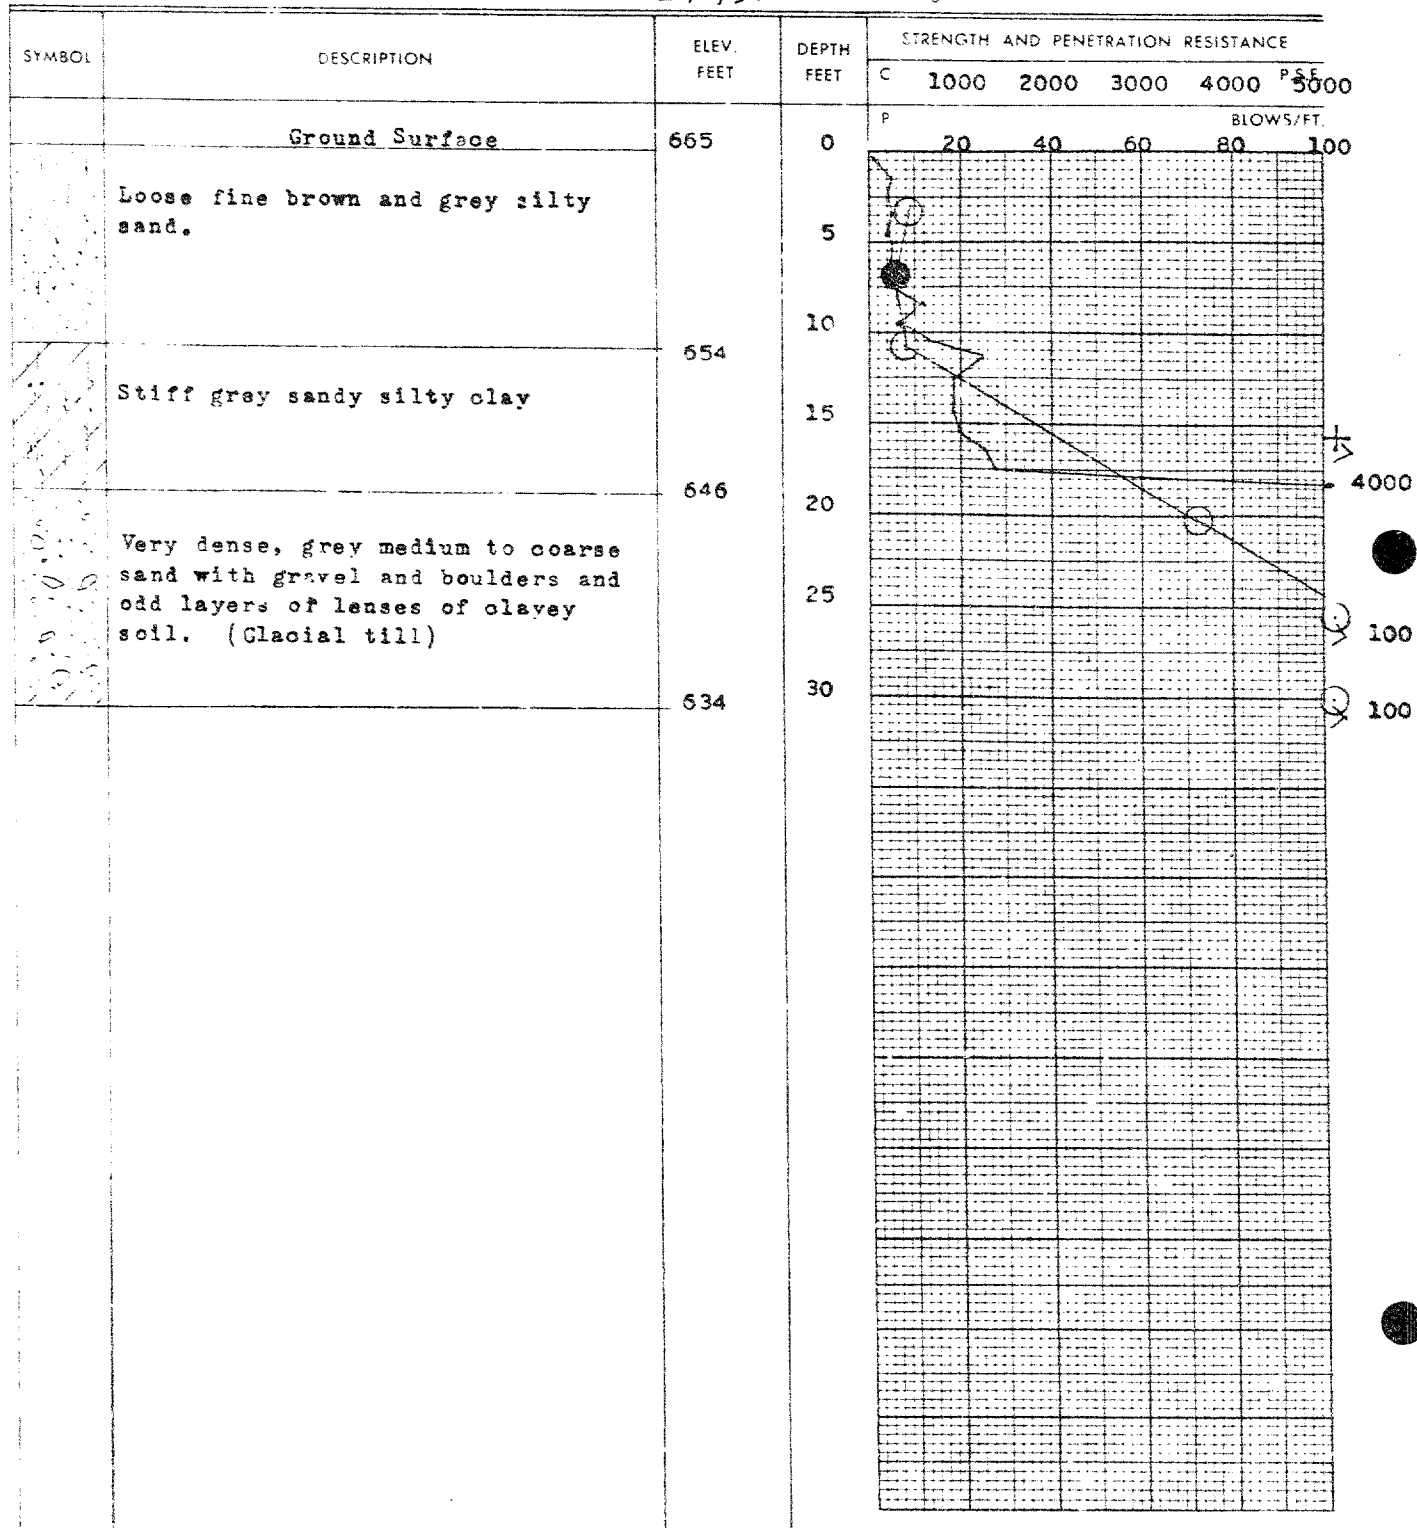 SYMBOL DESCRIPTION ELEV. FEET DEPTH FEET STRENGTH AND PENETRATION RESISTANCE
C 1000 2000 3000 4000 P.S.F. 5000
P BLOWS/FT.
20 40 60 80 100
Ground Surface 665 0
Loose fine brown and grey silty
sand.
5
10
654
Stiff grey sandy silty clay
15
4000
646
20
Very dense, grey medium to coarse
sand with gravel and boulders and
odd layers of lenses of clayey
soil. (Glacial till)
25
100
30
634
100